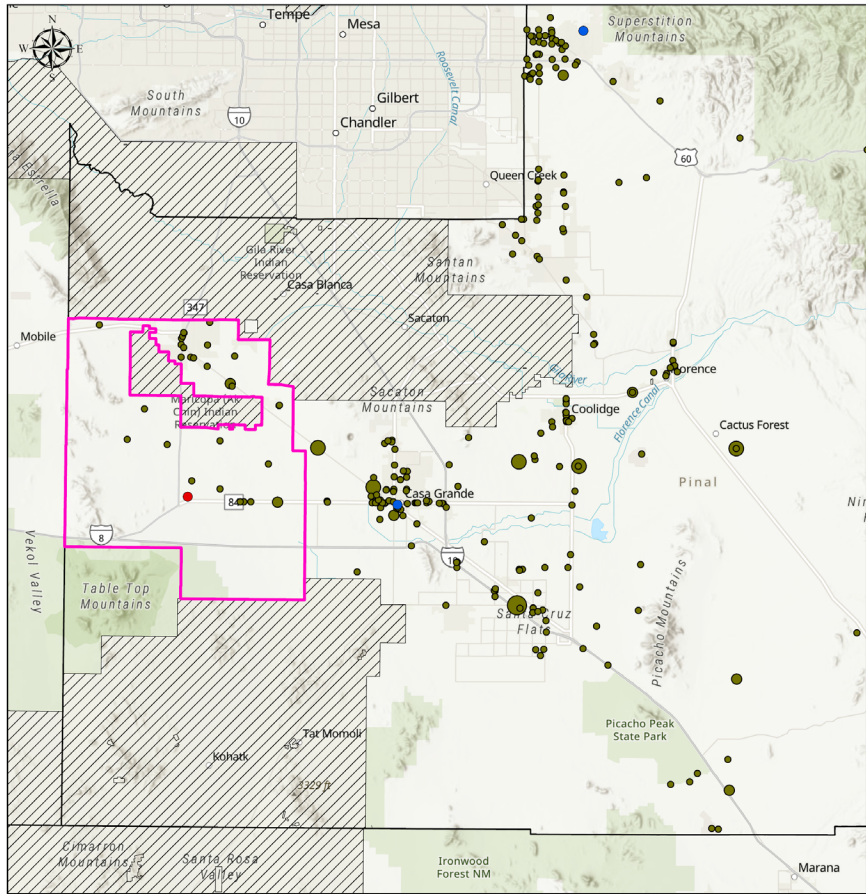 N
W E
S
Tempe
Mesa
Superstition
Mountains
Roosevelt Canal
South
Mountains
10
Gilbert
Chandler
60
Queen Creek
Estrella
Gila River
Indian
Reservation
Santan
Mountains
Casa Blanca
347
Sacaton
Mobile
Gila River
Florence
Maricopa (Ak
Chin) Indian
Reservation
Sacaton
Mountains
Coolidge
Florence Canal
Cactus Forest
Pinal
84
Casa Grande
8
10
Vekol Valley
Table Top
Mountains
Santa Cruz
Flats
Picacho Mountains
Picacho Peak
State Park
Tat Momoli
Kohatk
3329 ft
Cimarron
Mountains
Santa Rosa
Valley
Ironwood
Forest NM
Marana